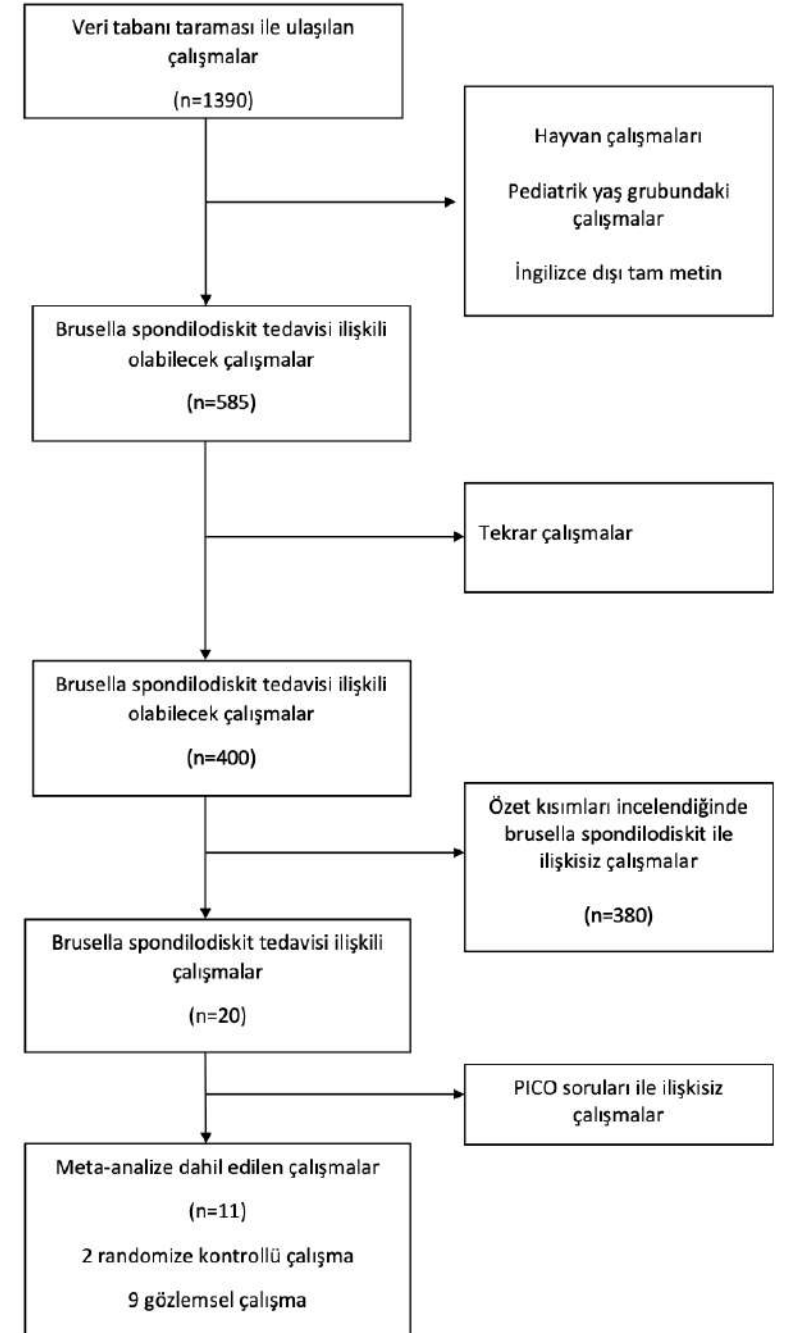 Veri tabanı taraması ile ulaşılan
çalışmalar
(n=1390)
Hayvan çalışmaları
Pediatrik yaş grubundaki
çalışmalar
İngilizce dışı tam metin
Brusella spondilodiskit tedavisi ilişkili
olabilecek çalışmalar
(n=585)
Tekrar çalışmalar
Brusella spondilodiskit tedavisi ilişkili
olabilecek çalışmalar
(n=400)
Özet kısımları incelendiğinde
brusella spondilodiskit ile
ilişkisiz çalışmalar
(n=380)
Brusella spondilodiskit tedavisi ilişkili
çalışmalar
(n=20)
PICO soruları ile ilişkisiz
çalışmalar
Meta-analize dahil edilen çalışmalar
(n=11)
2 randomize kontrollü çalışma
9 gözlemsel çalışma